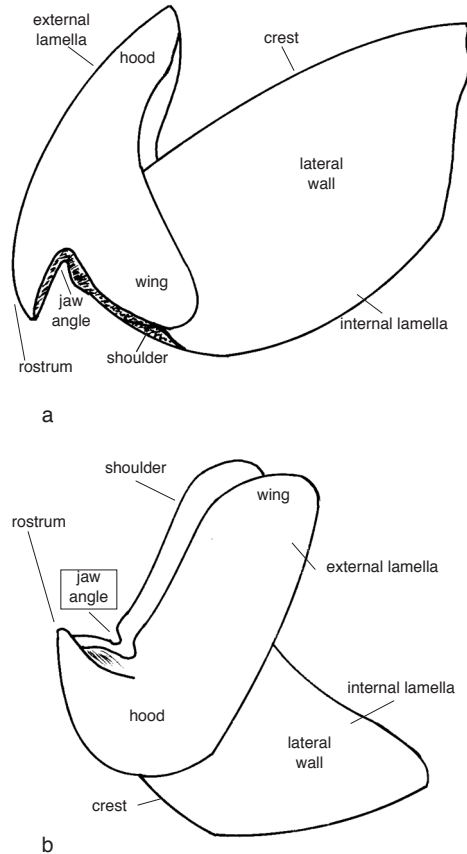 external
lamella
hood
crest
lateral
wall
wing
jaw
angle
internal lamella
shoulder
rostrum
a
shoulder
wing
rostrum
external lamella
jaw
angle
internal lamella
hood
lateral
wall
crest
b